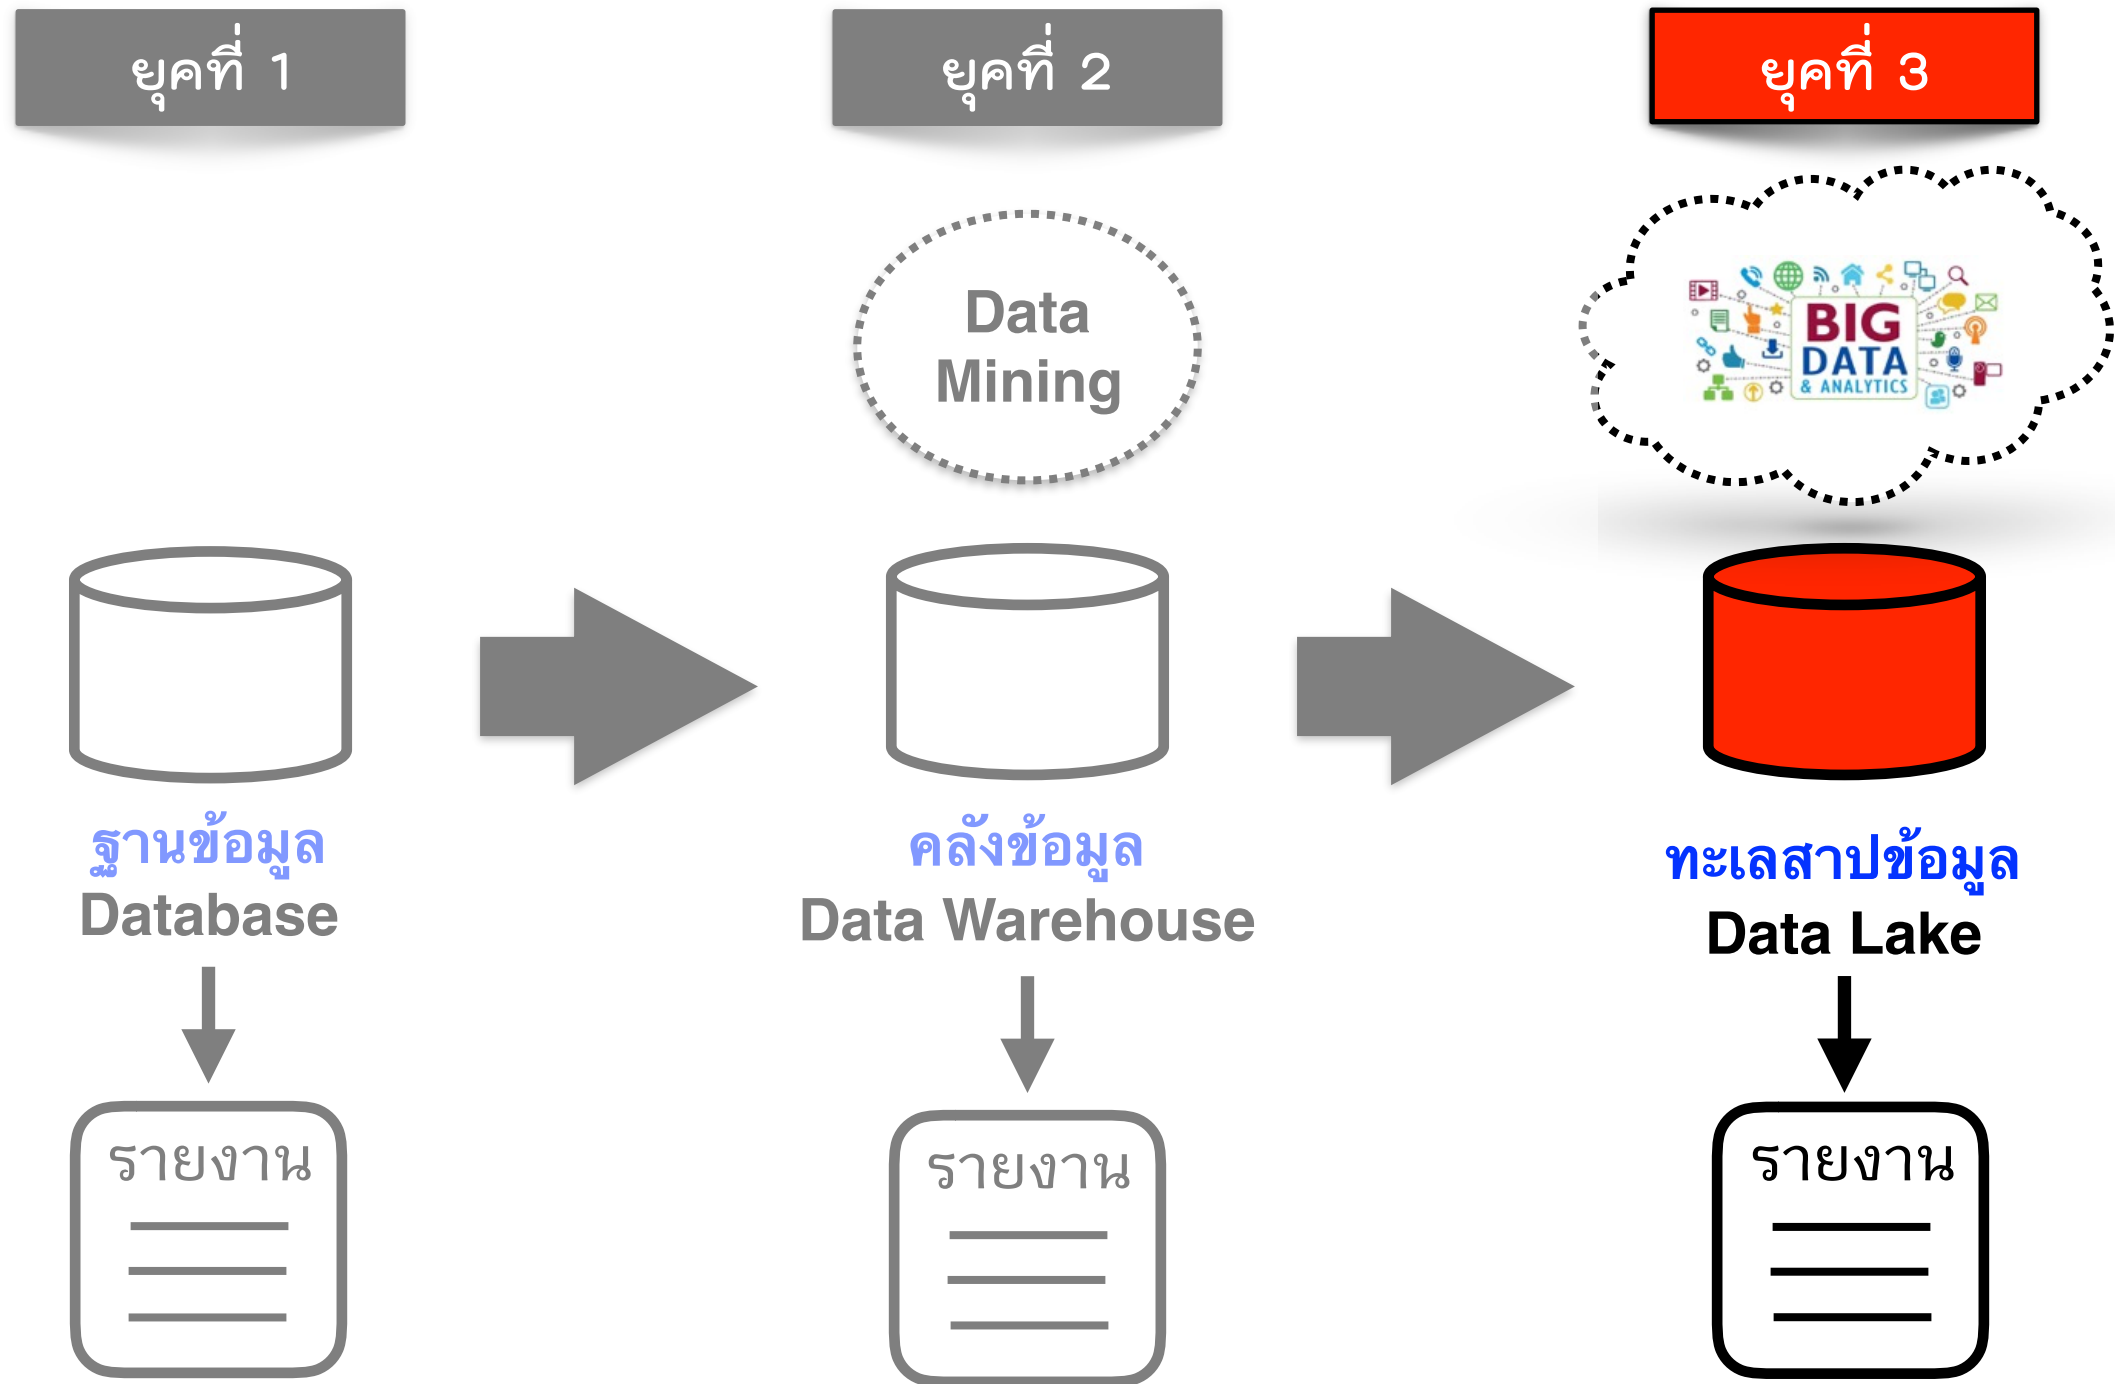 ยุคที่ 1
ยุคที่ 2
ยุคที่ 3
Data
Mining
BIG
DATA
& ANALYTICS
ฐานข้อมูล
Database
คลังข้อมูล
Data Warehouse
ทะเลสาปข้อมูล
Data Lake
รายงาน
รายงาน
รายงาน